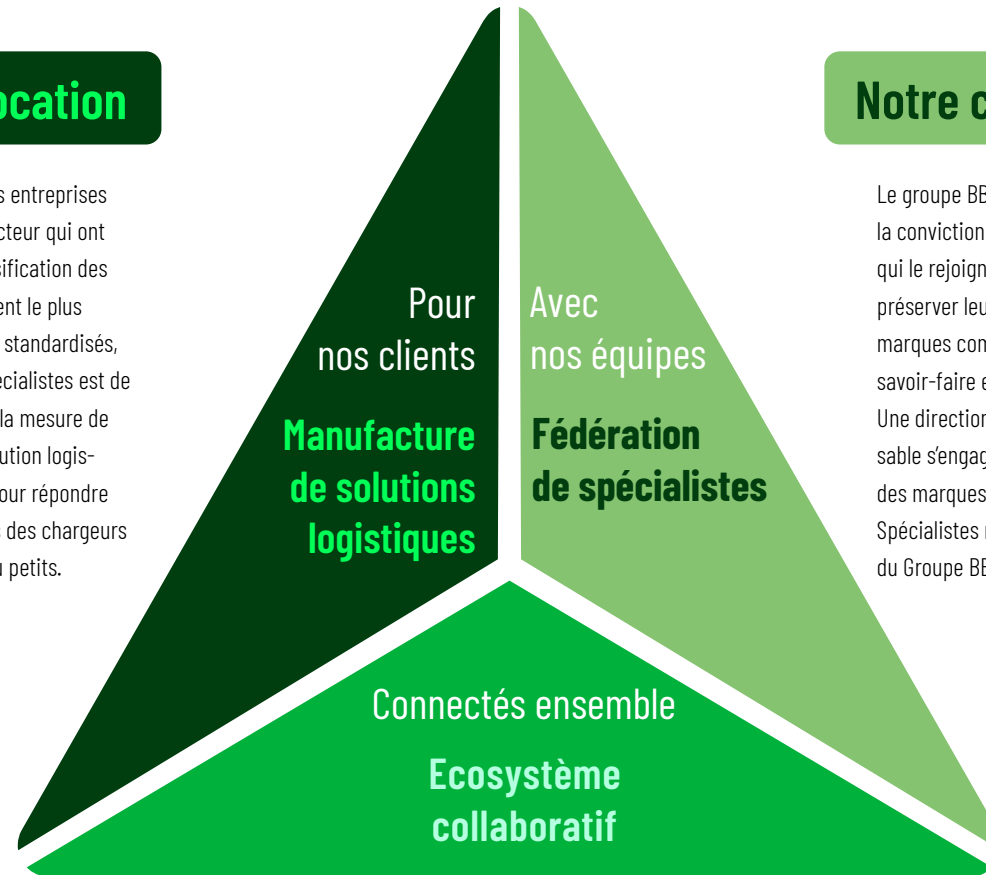 ocation
s entreprises
cteur qui ont
sification des
ent le plus
standardisés,
écialistes est de
la mesure de
ution logis-
our répondre
s des chargeurs
u petits.
Pour
nos clients
Manufacture
de solutions
logistiques
Avec
nos équipes
Fédération
de spécialistes
Connectés ensemble
Ecosystème
collaboratif
Notre c
Le groupe BB
la conviction
qui le rejoign
préserver leu
marques com
savoir-faire e
Une direction
sable s'engag
des marques
Spécialistes
du Groupe BB